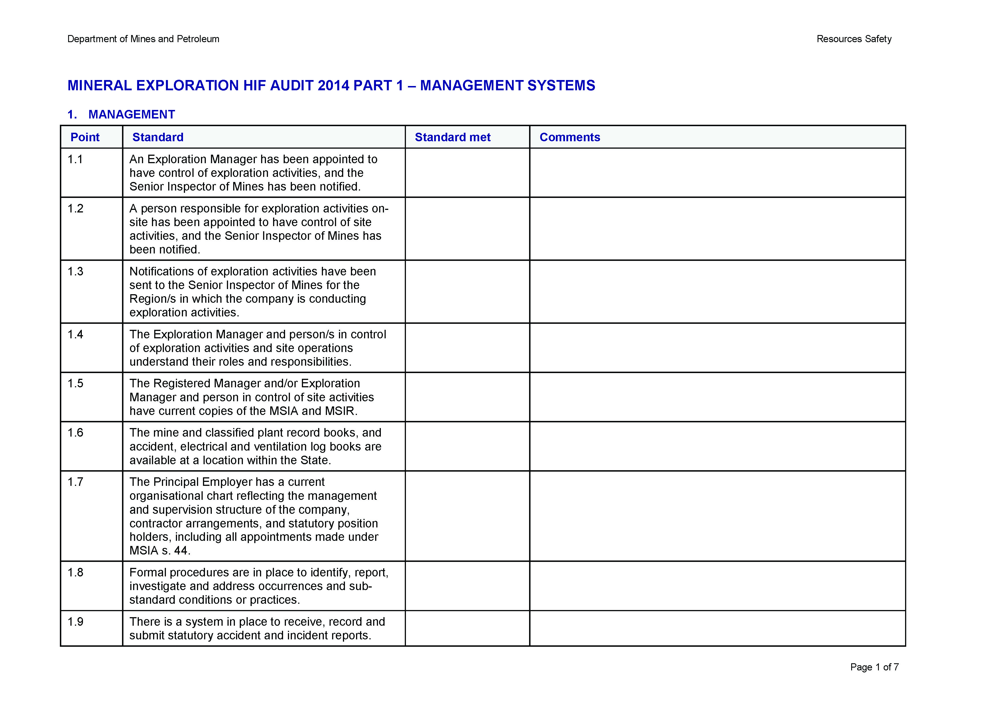 Department of Mines and Petroleum
Resources Safety
MINERAL EXPLORATION HIF AUDIT 2014 PART 1 – MANAGEMENT SYSTEMS
1. MANAGEMENT
Point Standard Standard met Comments
1.1 An Exploration Manager has been appointed to
have control of exploration activities, and the
Senior Inspector of Mines has been notified.
1.2 A person responsible for exploration activities on-
site has been appointed to have control of site
activities, and the Senior Inspector of Mines has
been notified.
1.3 Notifications of exploration activities have been
sent to the Senior Inspector of Mines for the
Region/s in which the company is conducting
exploration activities.
1.4 The Exploration Manager and person/s in control
of exploration activities and site operations
understand their roles and responsibilities.
1.5 The Registered Manager and/or Exploration
Manager and person in control of site activities
have current copies of the MSIA and MSIR.
1.6 The mine and classified plant record books, and
accident, electrical and ventilation log books are
available at a location within the State.
1.7 The Principal Employer has a current
organisational chart reflecting the management
and supervision structure of the company,
contractor arrangements, and statutory position
holders, including all appointments made under
MSIA s. 44.
1.8 Formal procedures are in place to identify, report,
investigate and address occurrences and sub-
standard conditions or practices.
1.9 There is a system in place to receive, record and
submit statutory accident and incident reports.
Page 1 of 7